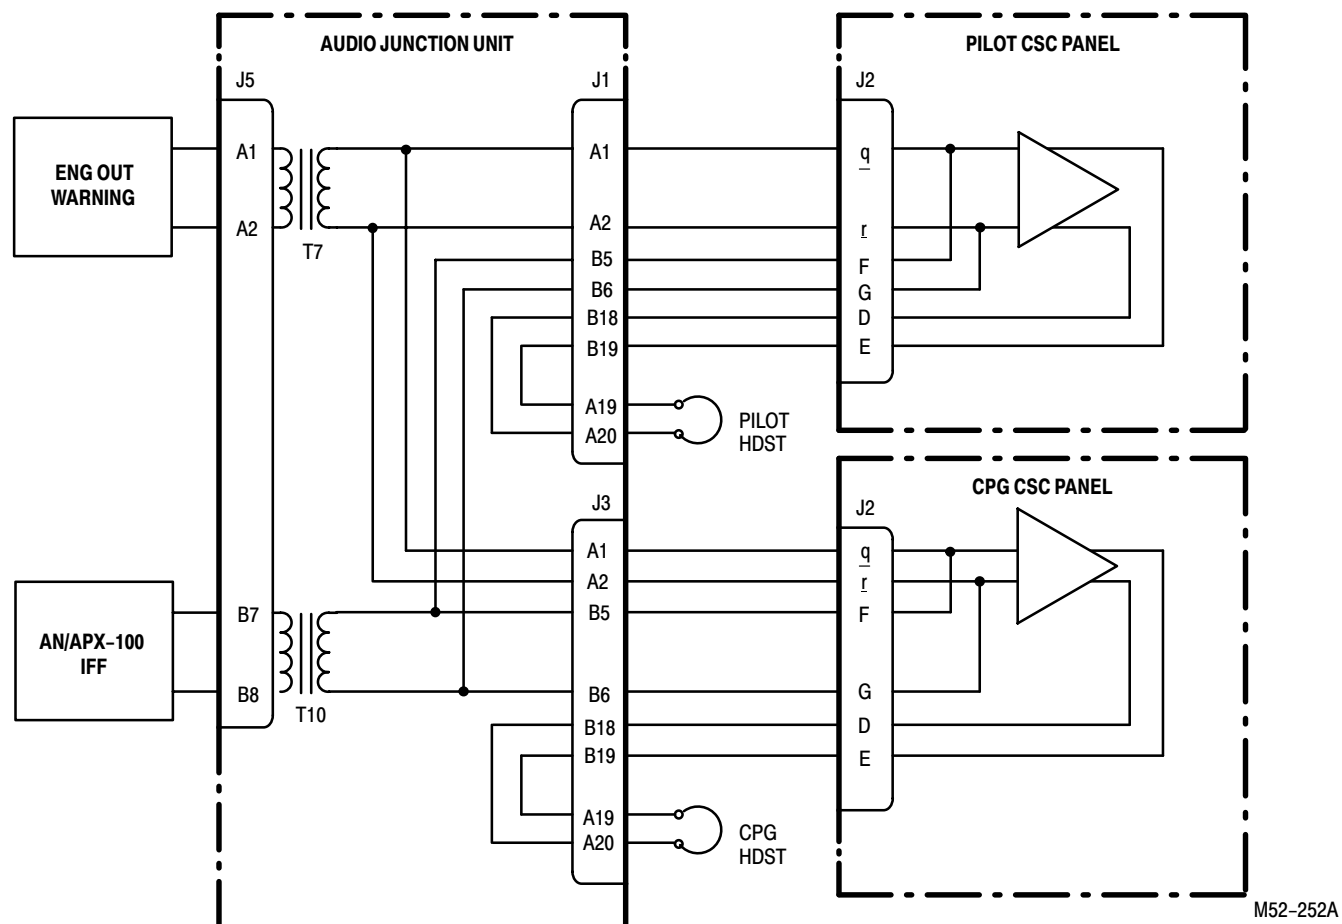 AUDIO JUNCTION UNIT
PILOT CSC PANEL
J5
J1
J2
ENG OUT
WARNING
A1
A2
T7
A1
A2
B5
B6
B18
B19
A19
A20
q
r
F
G
D
E
PILOT
HDST
CPG CSC PANEL
J3
J2
AN/APX-100
IFF
B7
B8
T10
A1
A2
B5
B6
B18
B19
A19
A20
q
r
F
G
D
E
CPG
HDST
M52-252A